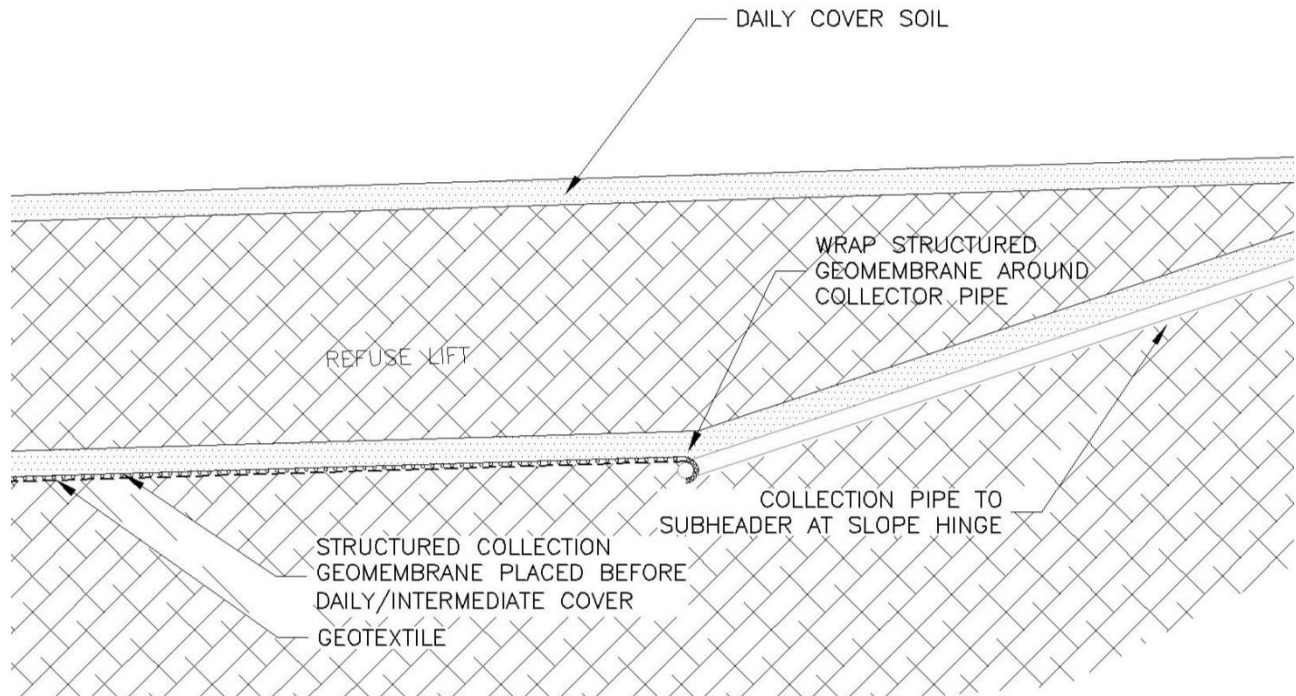 DAILY COVER SOIL
WRAP STRUCTURED
GEOMEMBRANE AROUND
COLLECTOR PIPE
REFUSE LIFT
COLLECTION PIPE TO
SUBHEADER AT SLOPE HINGE
STRUCTURED COLLECTION
GEOMEMBRANE PLACED BEFORE
DAILY/INTERMEDIATE COVER
GEOTEXTILE